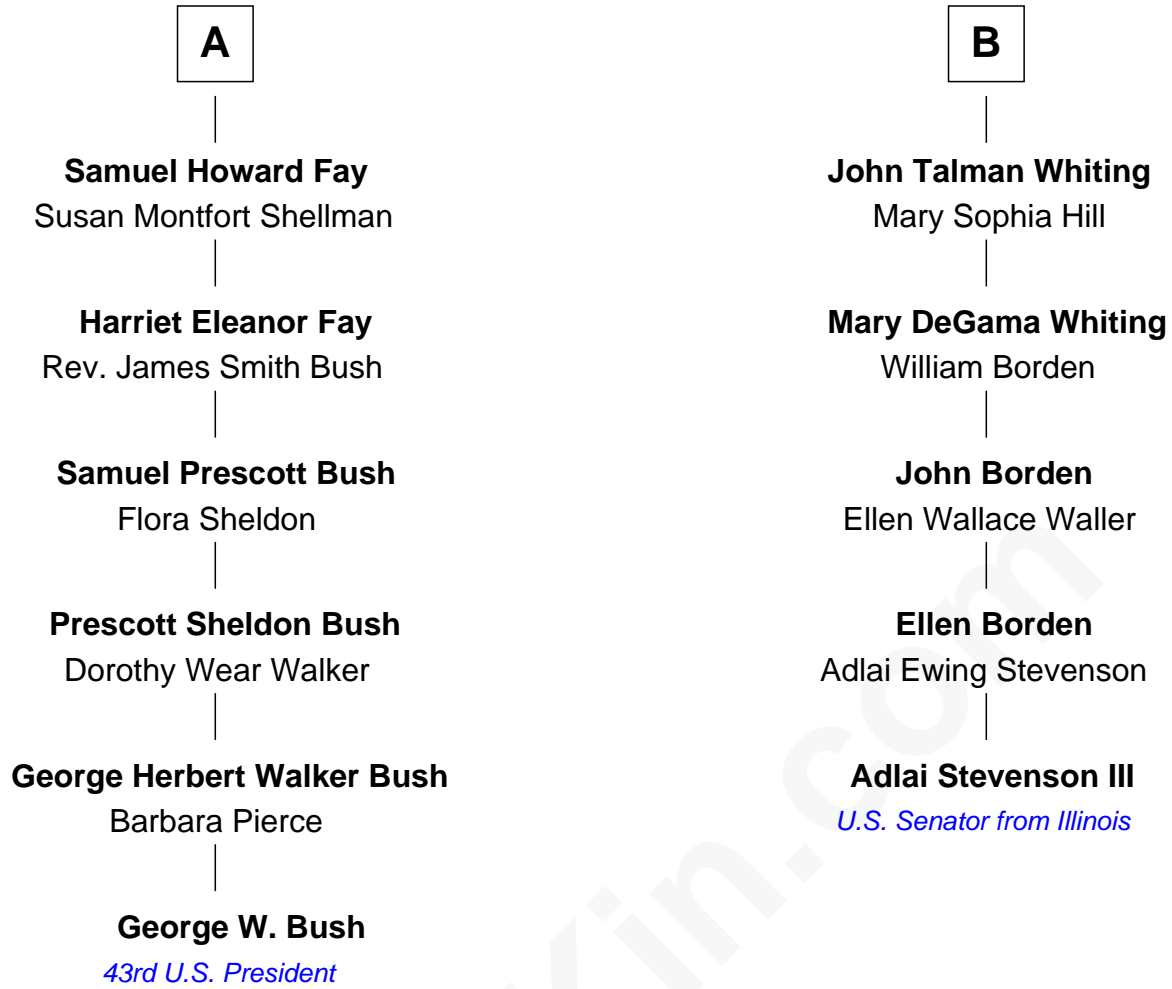 A
Samuel Howard Fay
Susan Montfort Shellman
Harriet Eleanor Fay
Rev. James Smith Bush
Samuel Prescott Bush
Flora Sheldon
Prescott Sheldon Bush
Dorothy Wear Walker
George Herbert Walker Bush
Barbara Pierce
George W. Bush
43rd U.S. President
B
John Talman Whiting
Mary Sophia Hill
Mary DeGama Whiting
William Borden
John Borden
Ellen Wallace Waller
Ellen Borden
Adlai Ewing Stevenson
Adlai Stevenson III
U.S. Senator from Illinois
Kin.com